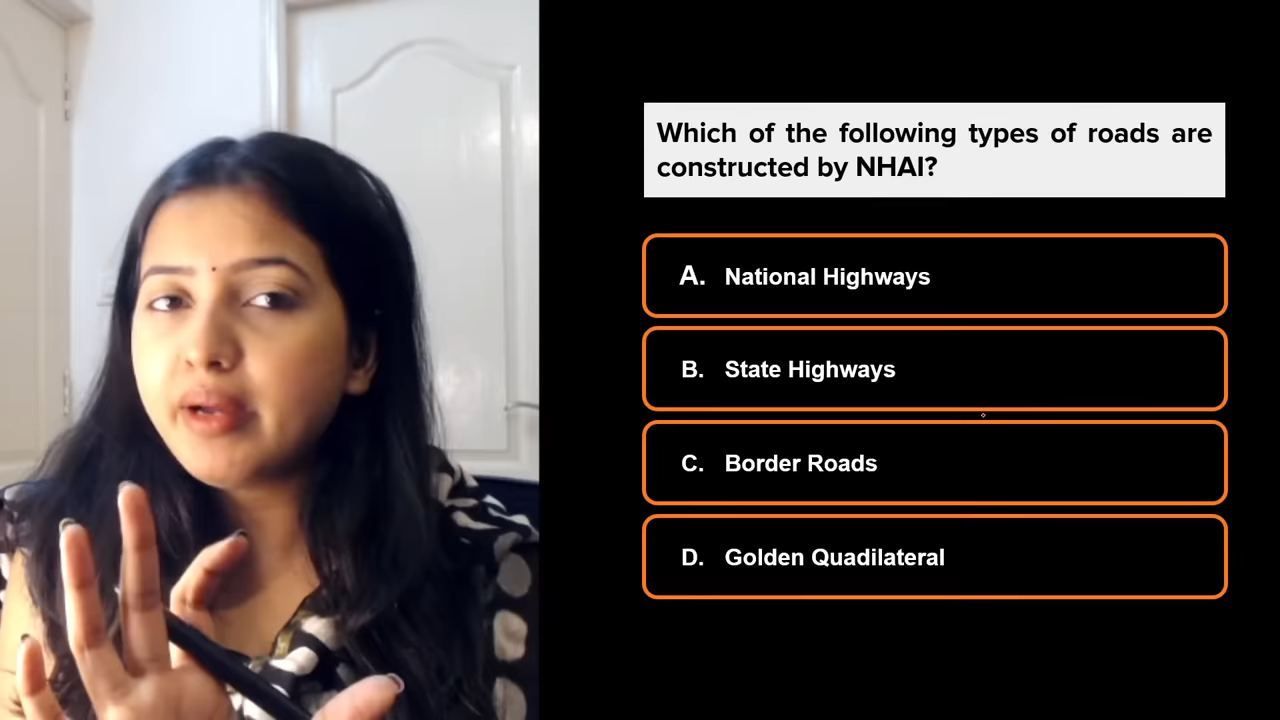 Which of the following types of roads are
constructed by NHAI?
A. National Highways
B. State Highways
C. Border Roads
D. Golden Quadilateral